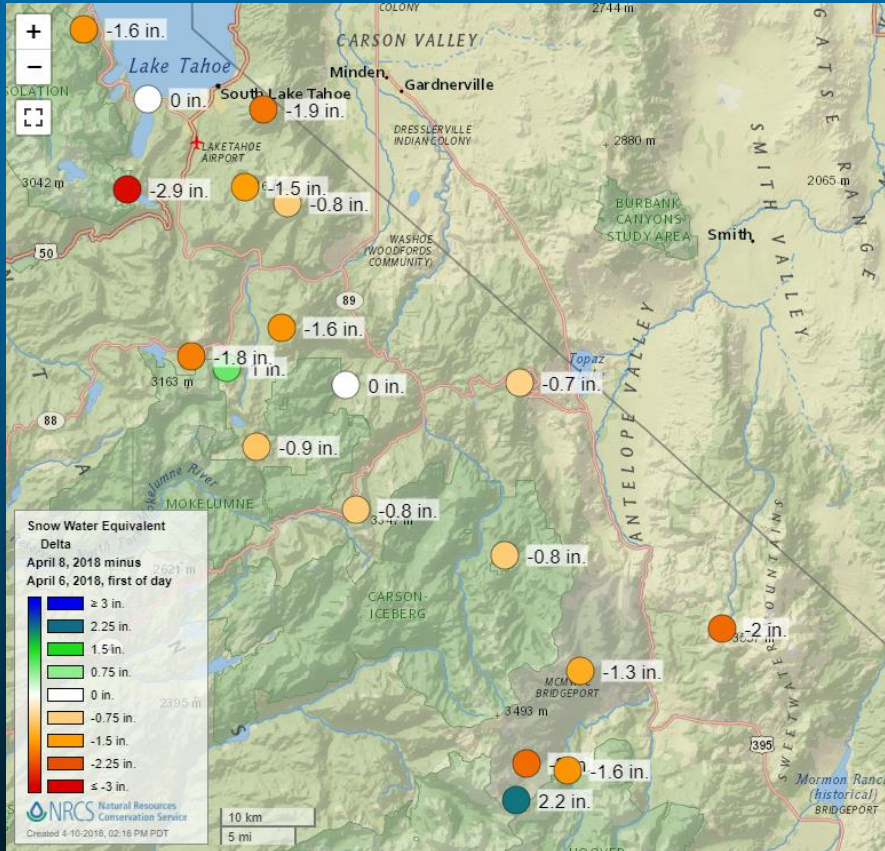 2744 m
COLONY
+
-1.6 in.
CARSON VALLEY
Lake Tahoe
Minden
−
Gardnerville
South Lake Tahoe
0 in.
-1.9 in.
LAKE TAHOE
AIRPORT
DRESSLERVILLE
INDIAN COLONY
2880 m
GATSE RANGE
SMITH VALLEY
3042 m
-2.9 in.
-1.5 in.
-0.8 in.
2065 m
BURBANK
CANYONS
STUDY AREA
Smith
50
WASHOE
(WOODFORDS
COMMUNITY)
89
-1.6 in.
-1.8 in.
1 in.
3163 m
0 in.
Topaz
-0.7 in.
ANTELOPE VALLEY
88
-0.9 in.
Mokelumne River
MOKELUMNE
-0.8 in.
-0.8 in.
2621 m
CARSON-
ICEBERG
-2 in.
-1.3 in.
BRIDGEPORT
2395 m
3493 m
SWEETWATER MOUNTAINS
395
-1.6 in.
2.2 in.
Mormon Ranch
(historical)
BRIDGEPORT
HOOVER
Snow Water Equivalent
Delta
April 8, 2018 minus
April 6, 2018, first of day
≥ 3 in.
2.25 in.
1.5 in.
0.75 in.
0 in.
-0.75 in.
-1.5 in.
-2.25 in.
≤ -3 in.
NRCS Natural Resources
Conservation Service
Created 4-10-2018, 02:16 PM PDT
10 km
5 mi